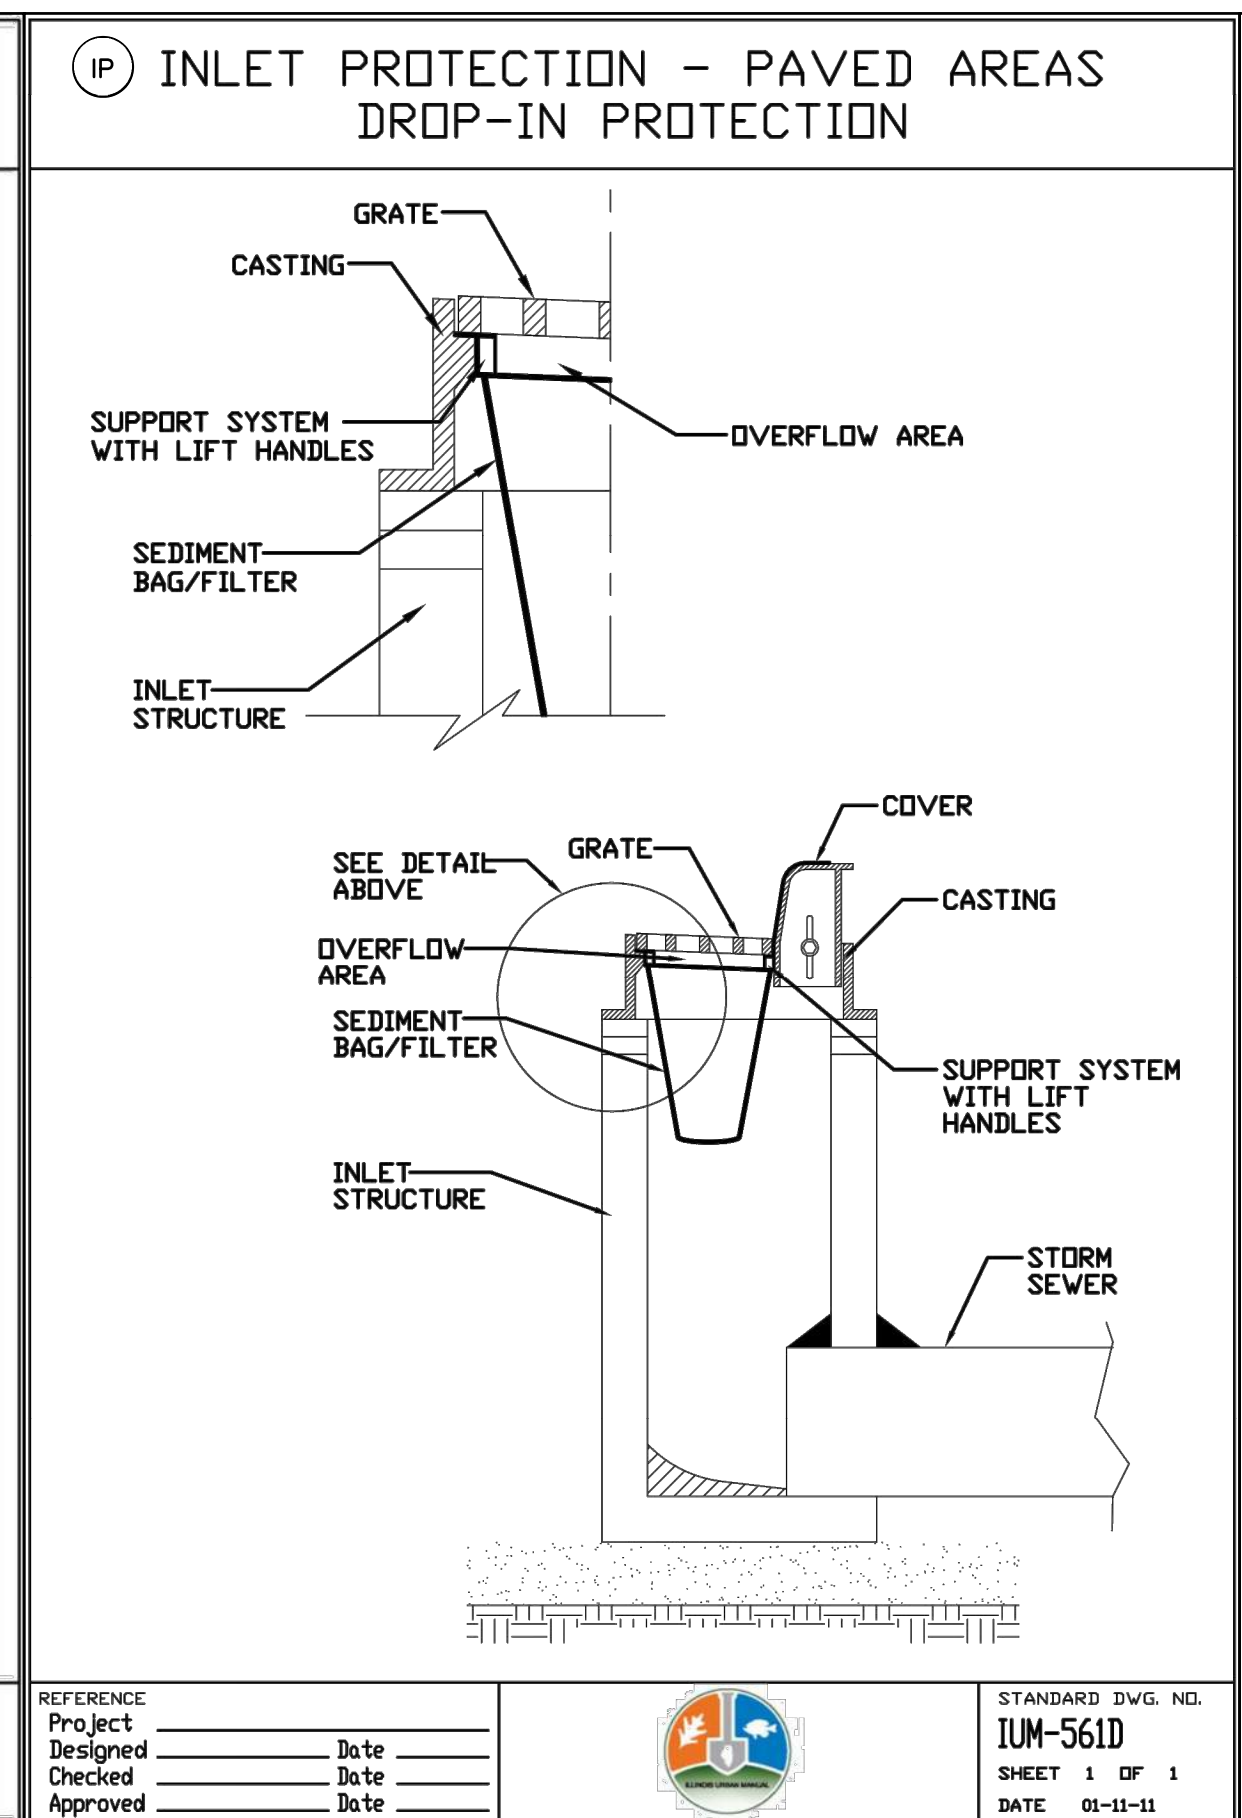 IP INLET PROTECTION - PAVED AREAS
DROP-IN PROTECTION
GRATE
CASTING
SUPPORT SYSTEM
WITH LIFT HANDLES
OVERFLOW AREA
SEDIMENT
BAG/FILTER
INLET
STRUCTURE
COVER
GRATE
SEE DETAIL
ABOVE
CASTING
OVERFLOW
AREA
SEDIMENT
BAG/FILTER
SUPPORT SYSTEM
WITH LIFT
HANDLES
INLET
STRUCTURE
STORM
SEWER
REFERENCE
Project
Designed Date
Checked Date
Approved Date
ILLINOIS URBAN MANUAL
STANDARD DWG. NO.
IUM-561D
SHEET 1 OF 1
DATE 01-11-11